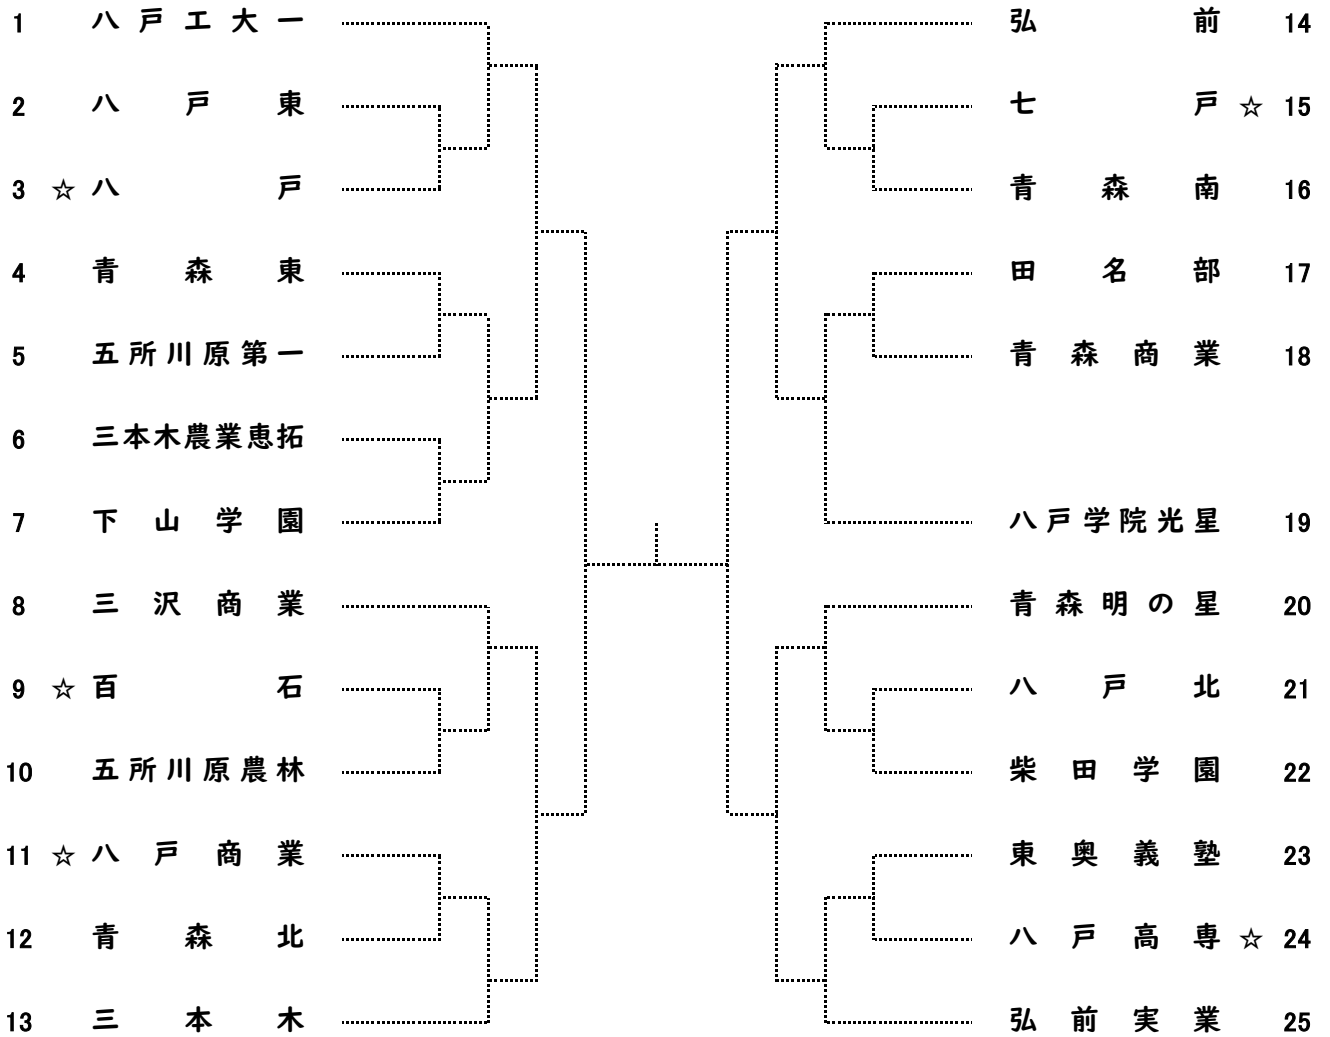 1 八戸工大一
2 八戸東
3 ☆ 八戸
4 青森東
5 五所川原第一
6 三本木農業恵拓
7 下山学園
8 三沢商業
9 ☆ 百石
10 五所川原農林
11 ☆ 八戸商業
12 青森北
13 三本木
弘前 14
七戸 ☆ 15
青森南 16
田名部 17
青森商業 18
八戸学院光星 19
青森明の星 20
八戸北 21
柴田学園 22
東奥義塾 23
八戸高専 ☆ 24
弘前実業 25